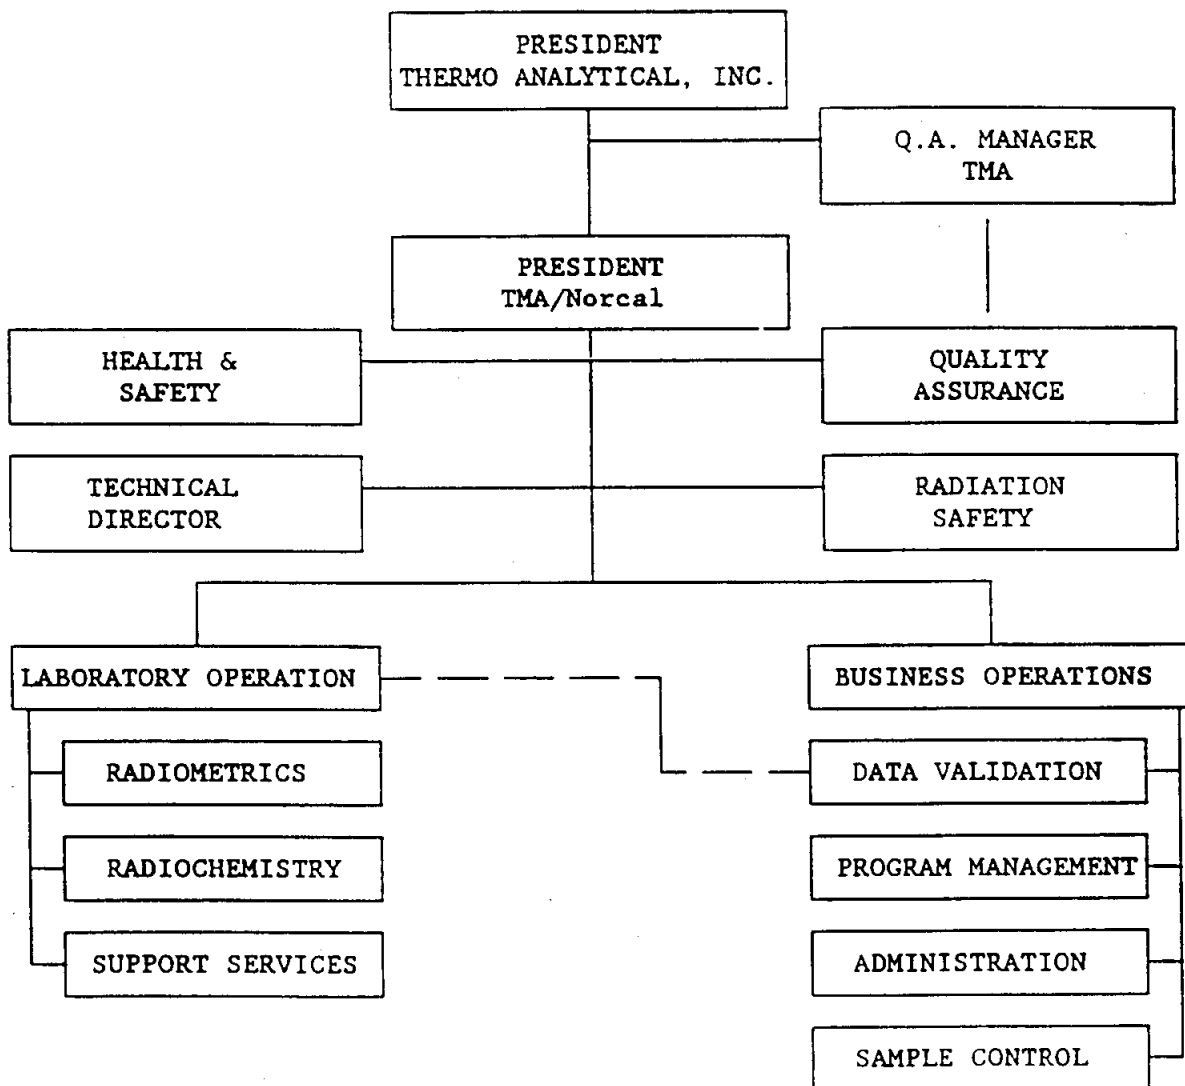 PRESIDENT
THERMO ANALYTICAL, INC.
Q.A. MANAGER
TMA
PRESIDENT
TMA/Norcal
HEALTH &
SAFETY
QUALITY
ASSURANCE
TECHNICAL
DIRECTOR
RADIATION
SAFETY
LABORATORY OPERATION
BUSINESS OPERATIONS
RADIOMETRICS
DATA VALIDATION
RADIOCHEMISTRY
PROGRAM MANAGEMENT
SUPPORT SERVICES
ADMINISTRATION
SAMPLE CONTROL